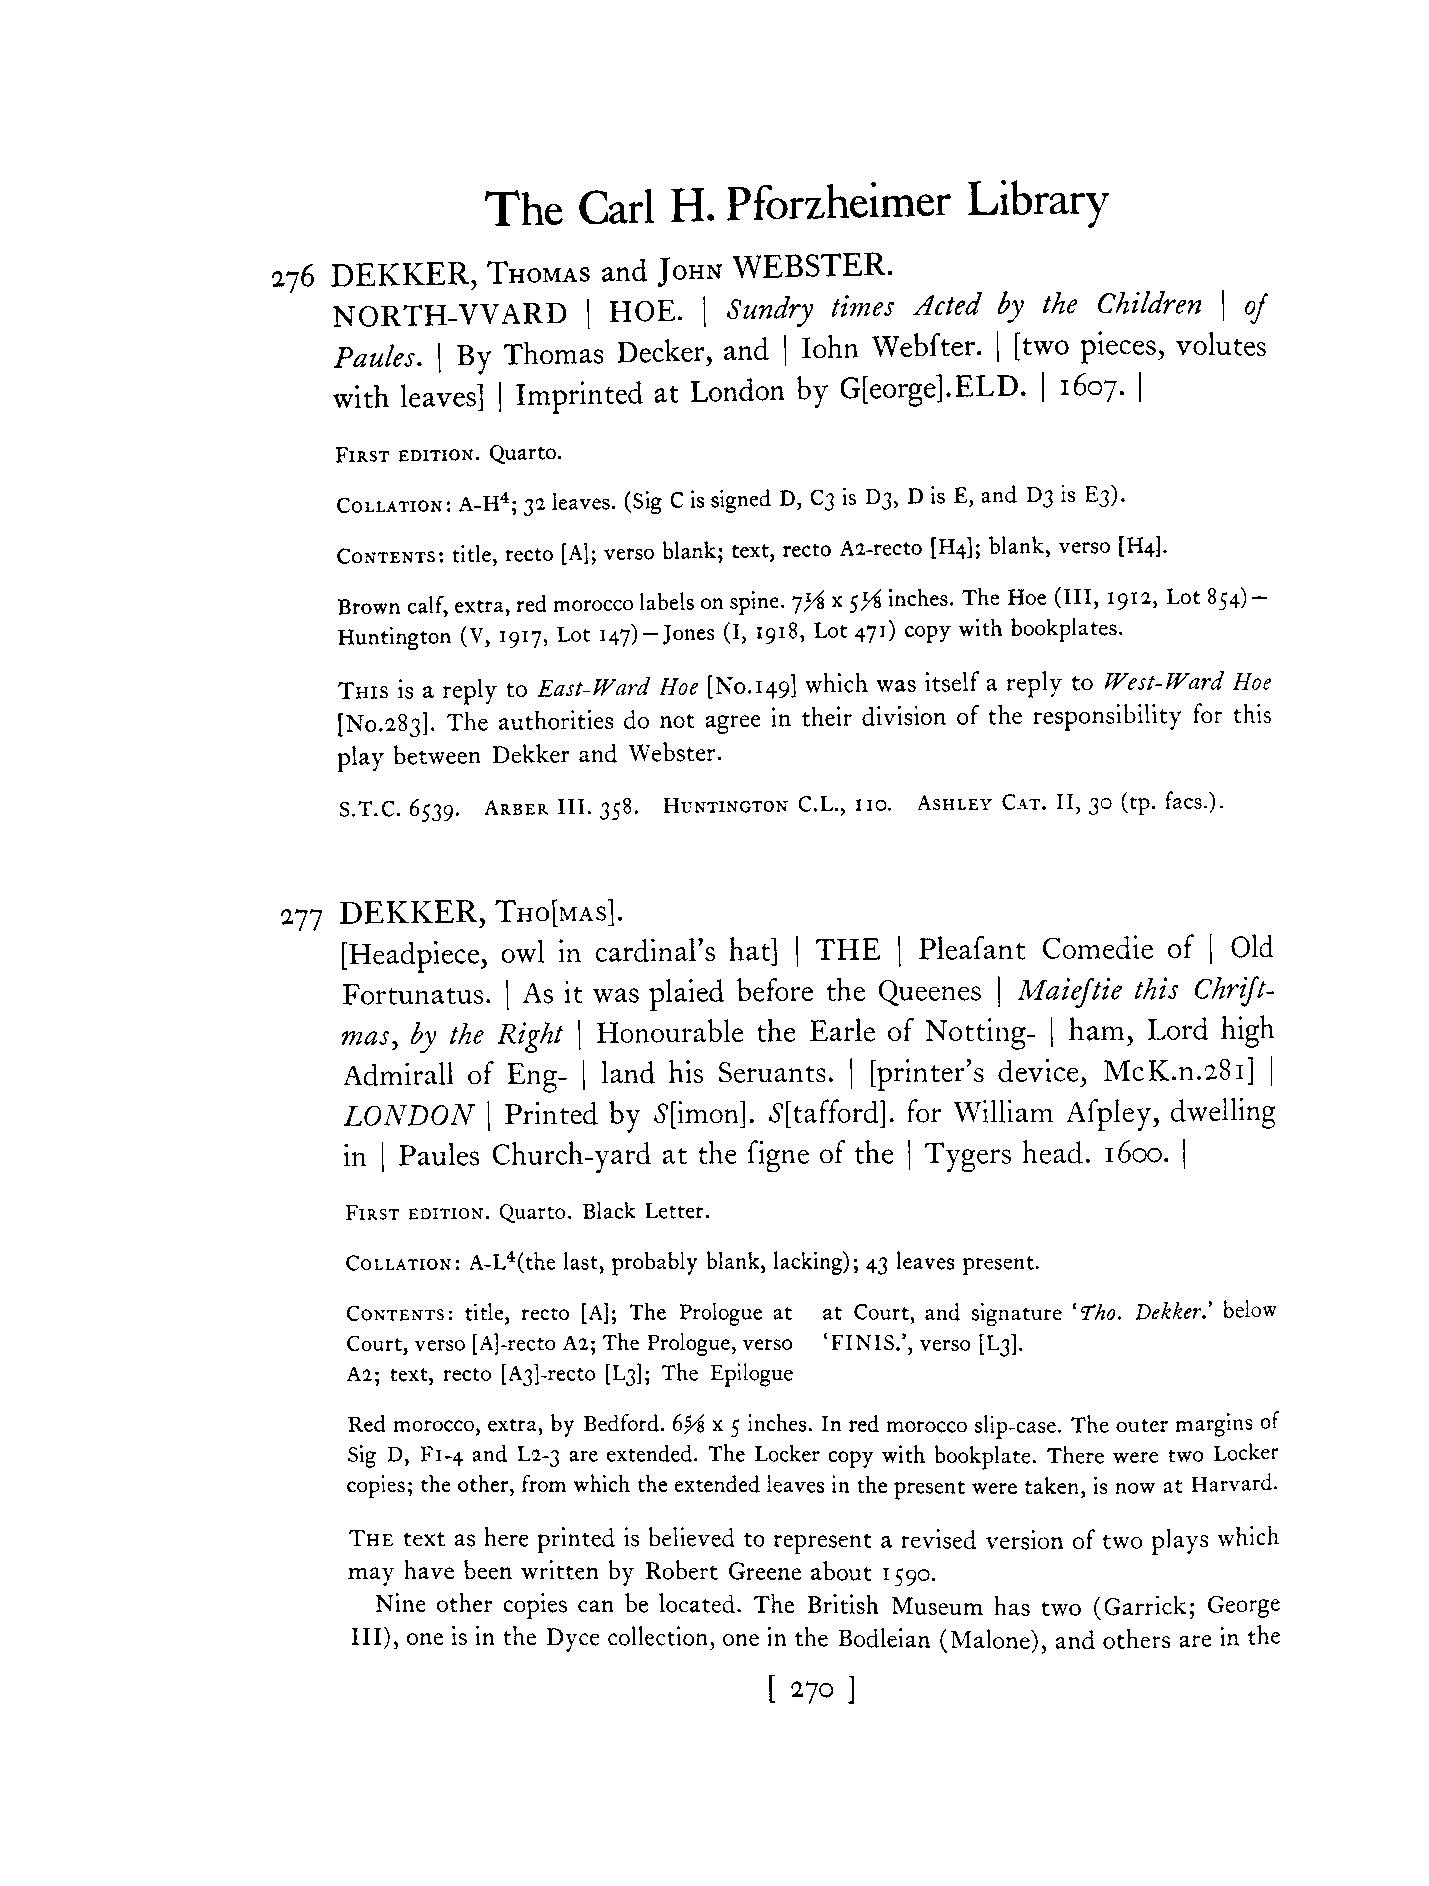 The Carl H. Pforzheimer Library
276 DEKKER, THOMAS and JOHN WEBSTER.
NORTH-VVARD | HOE. | Sundry times Acted by the Children | of
Paules. | By Thomas Decker, and | Iohn Webſter. | [two pieces, volutes
with leaves] | Imprinted at London by G[eorge].ELD. | 1607. |
FIRST EDITION. Quarto.
COLLATION: A-H⁴; 32 leaves. (Sig C is signed D, C3 is D3, D is E, and D3 is E3).
CONTENTS: title, recto [A]; verso blank; text, recto A2-recto [H4]; blank, verso [H4].
Brown calf, extra, red morocco labels on spine. 7⅛ x 5⅛ inches. The Hoe (III, 1912, Lot 854)—
Huntington (V, 1917, Lot 147)—Jones (I, 1918, Lot 471) copy with bookplates.
THIS is a reply to East-Ward Hoe [No.149] which was itself a reply to West-Ward Hoe
[No.283]. The authorities do not agree in their division of the responsibility for this
play between Dekker and Webster.
S.T.C. 6539. ARBER III. 358. HUNTINGTON C.L., 110. ASHLEY CAT. II, 30 (tp. facs.).
277 DEKKER, THO[MAS].
[Headpiece, owl in cardinal's hat] | THE | Pleaſant Comedie of | Old
Fortunatus. | As it was plaied before the Queenes | Maieſtie this Chriſt-
mas, by the Right | Honourable the Earle of Notting- | ham, Lord high
Admirall of Eng- | land his Seruants. | [printer's device, McK.n.281] |
LONDON | Printed by S[imon]. S[tafford]. for William Aſpley, dwelling
in | Paules Church-yard at the ſigne of the | Tygers head. 1600. |
FIRST EDITION. Quarto. Black Letter.
COLLATION: A-L⁴(the last, probably blank, lacking); 43 leaves present.
CONTENTS: title, recto [A]; The Prologue at
Court, verso [A]-recto A2; The Prologue, verso
A2; text, recto [A3]-recto [L3]; The Epilogue
at Court, and signature 'Tho. Dekker.' below
'FINIS.', verso [L3].
Red morocco, extra, by Bedford. 6⅝ x 5 inches. In red morocco slip-case. The outer margins of
Sig D, F1-4 and L2-3 are extended. The Locker copy with bookplate. There were two Locker
copies; the other, from which the extended leaves in the present were taken, is now at Harvard.
THE text as here printed is believed to represent a revised version of two plays which
may have been written by Robert Greene about 1590.
Nine other copies can be located. The British Museum has two (Garrick; George
III), one is in the Dyce collection, one in the Bodleian (Malone), and others are in the
[ 270 ]